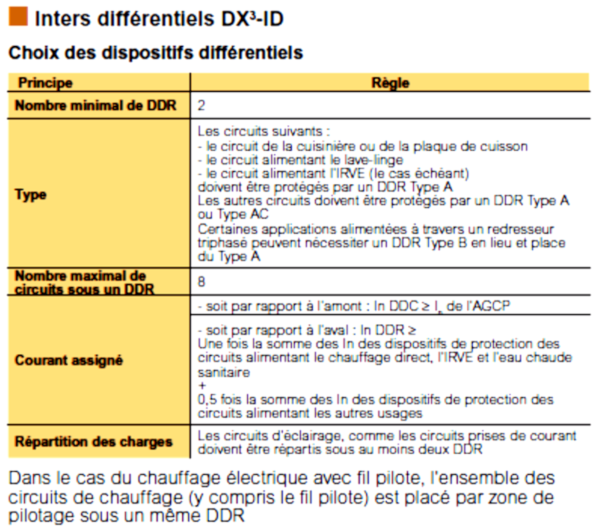 Inters différentiels DX³-ID
Choix des dispositifs différentiels
Principe
Règle
Nombre minimal de DDR
2
Type
Les circuits suivants :
- le circuit de la cuisinière ou de la plaque de cuisson
- le circuit alimentant le lave-linge
- le circuit alimentant l'IRVE (le cas échéant)
doivent être protégés par un DDR Type A
Les autres circuits doivent être protégés par un DDR Type A
ou Type AC
Certaines applications alimentées à travers un redresseur
triphasé peuvent nécessiter un DDR Type B en lieu et place
du Type A
Nombre maximal de
circuits sous un DDR
8
Courant assigné
- soit par rapport à l'amont : In DDC ≥ I de l'AGCP
- soit par rapport à l'aval : In DDR ≥
Une fois la somme des In des dispositifs de protection des
circuits alimentant le chauffage direct, l'IRVE et l'eau chaude
sanitaire
+
0,5 fois la somme des In des dispositifs de protection des
circuits alimentant les autres usages
Répartition des charges
Les circuits d'éclairage, comme les circuits prises de courant
doivent être répartis sous au moins deux DDR
Dans le cas du chauffage électrique avec fil pilote, l'ensemble des
circuits de chauffage (y compris le fil pilote) est placé par zone de
pilotage sous un même DDR